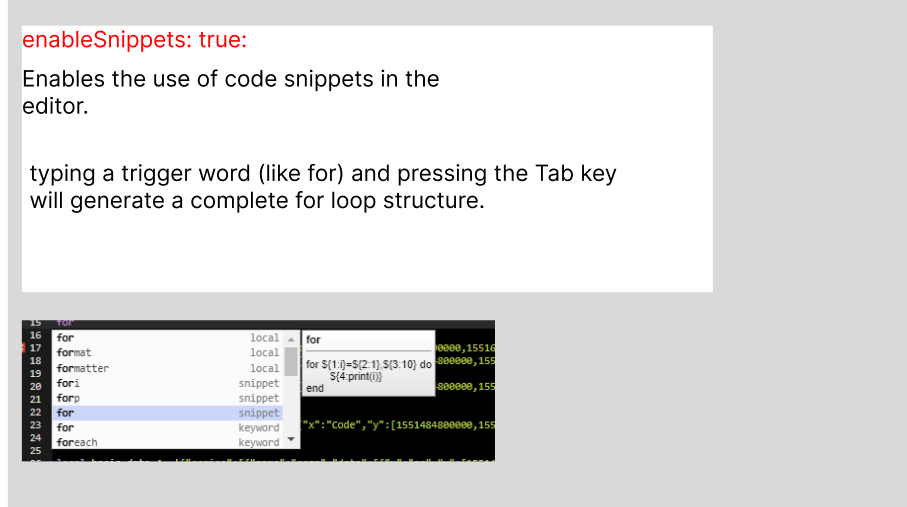 enableSnippets: true:
Enables the use of code snippets in the
editor.
typing a trigger word (like for) and pressing the Tab key
will generate a complete for loop structure.
15 for
16 for local
17 format local
18 formatter local
19 fori snippet
20 forp snippet
21 for snippet
22 for keyword
23 foreach keyword
24
25
for
for ${1:i}=${2:1},${3:10} do
${4:print(i)}
end
0000,15516
800000,155
800000,155
"x":"Code","y":[1551484800000,155